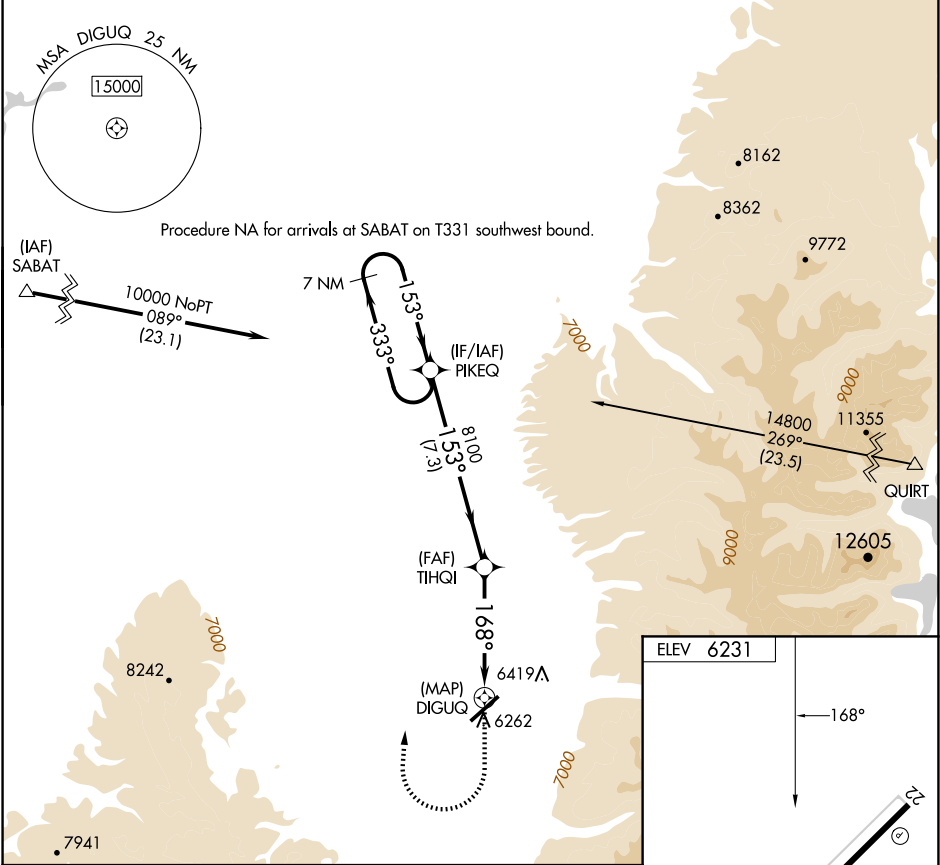 MSA DIGUQ 25 NM
15000
8162
8362
9772
Procedure NA for arrivals at SABAT on T331 southwest bound.
(IAF)
SABAT
10000 NoPT
089°
(23.1)
7 NM
153°
333°
(IF/IAF)
PIKEQ
7000
9000
8100
153°
(7.3)
14800
269°
(23.5)
11355
QUIRT
9000
12605
(FAF)
TIHQI
168°
7000
8242
6419
(MAP)
DIGUQ
6262
7000
7941
ELEV 6231
168°
22
P